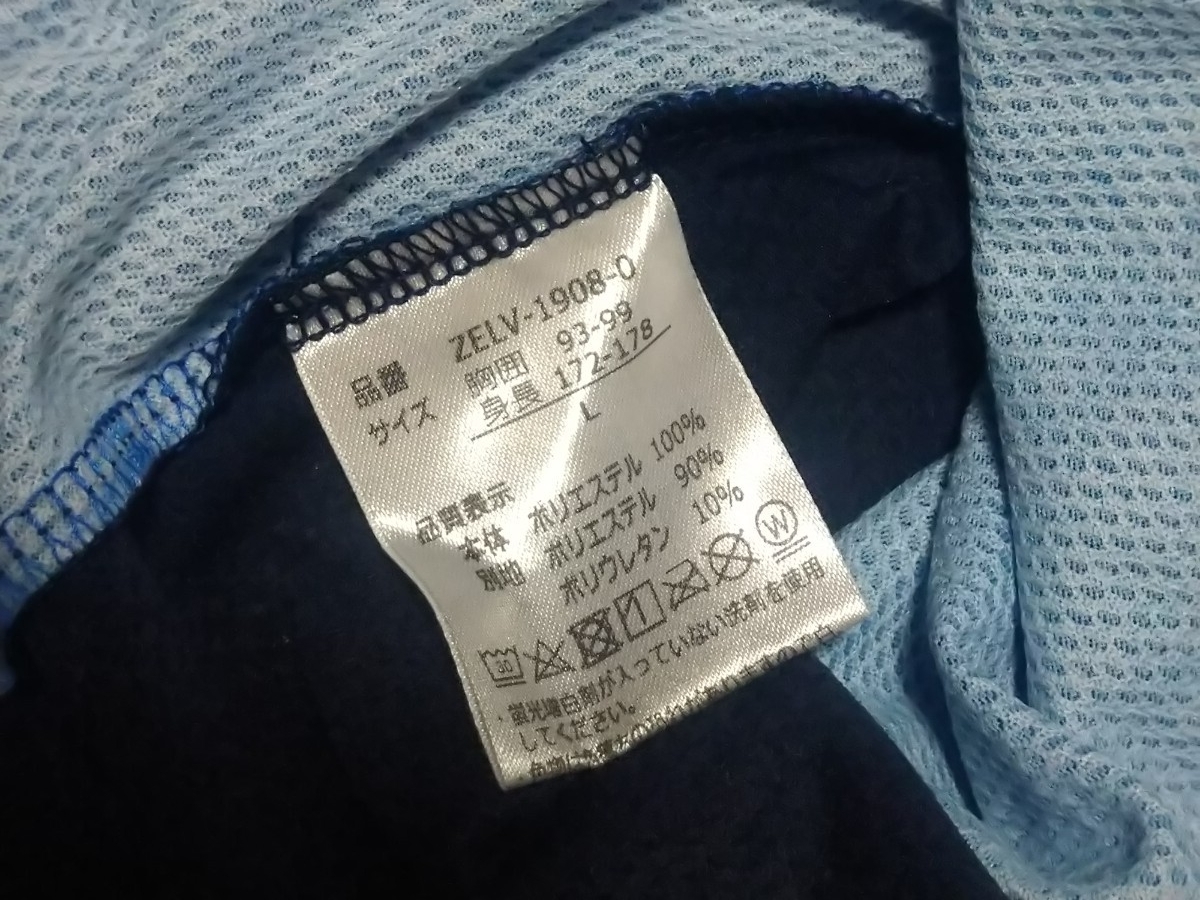 品番 ZELV-1908-0
サイズ 胸囲 93-99
身長 172-178
L
品質表示
本体 ポリエステル 100%
別地 ポリエステル 90%
ポリウレタン 10%
30 W
・蛍光増白剤が入っていない洗剤を使用
してください。